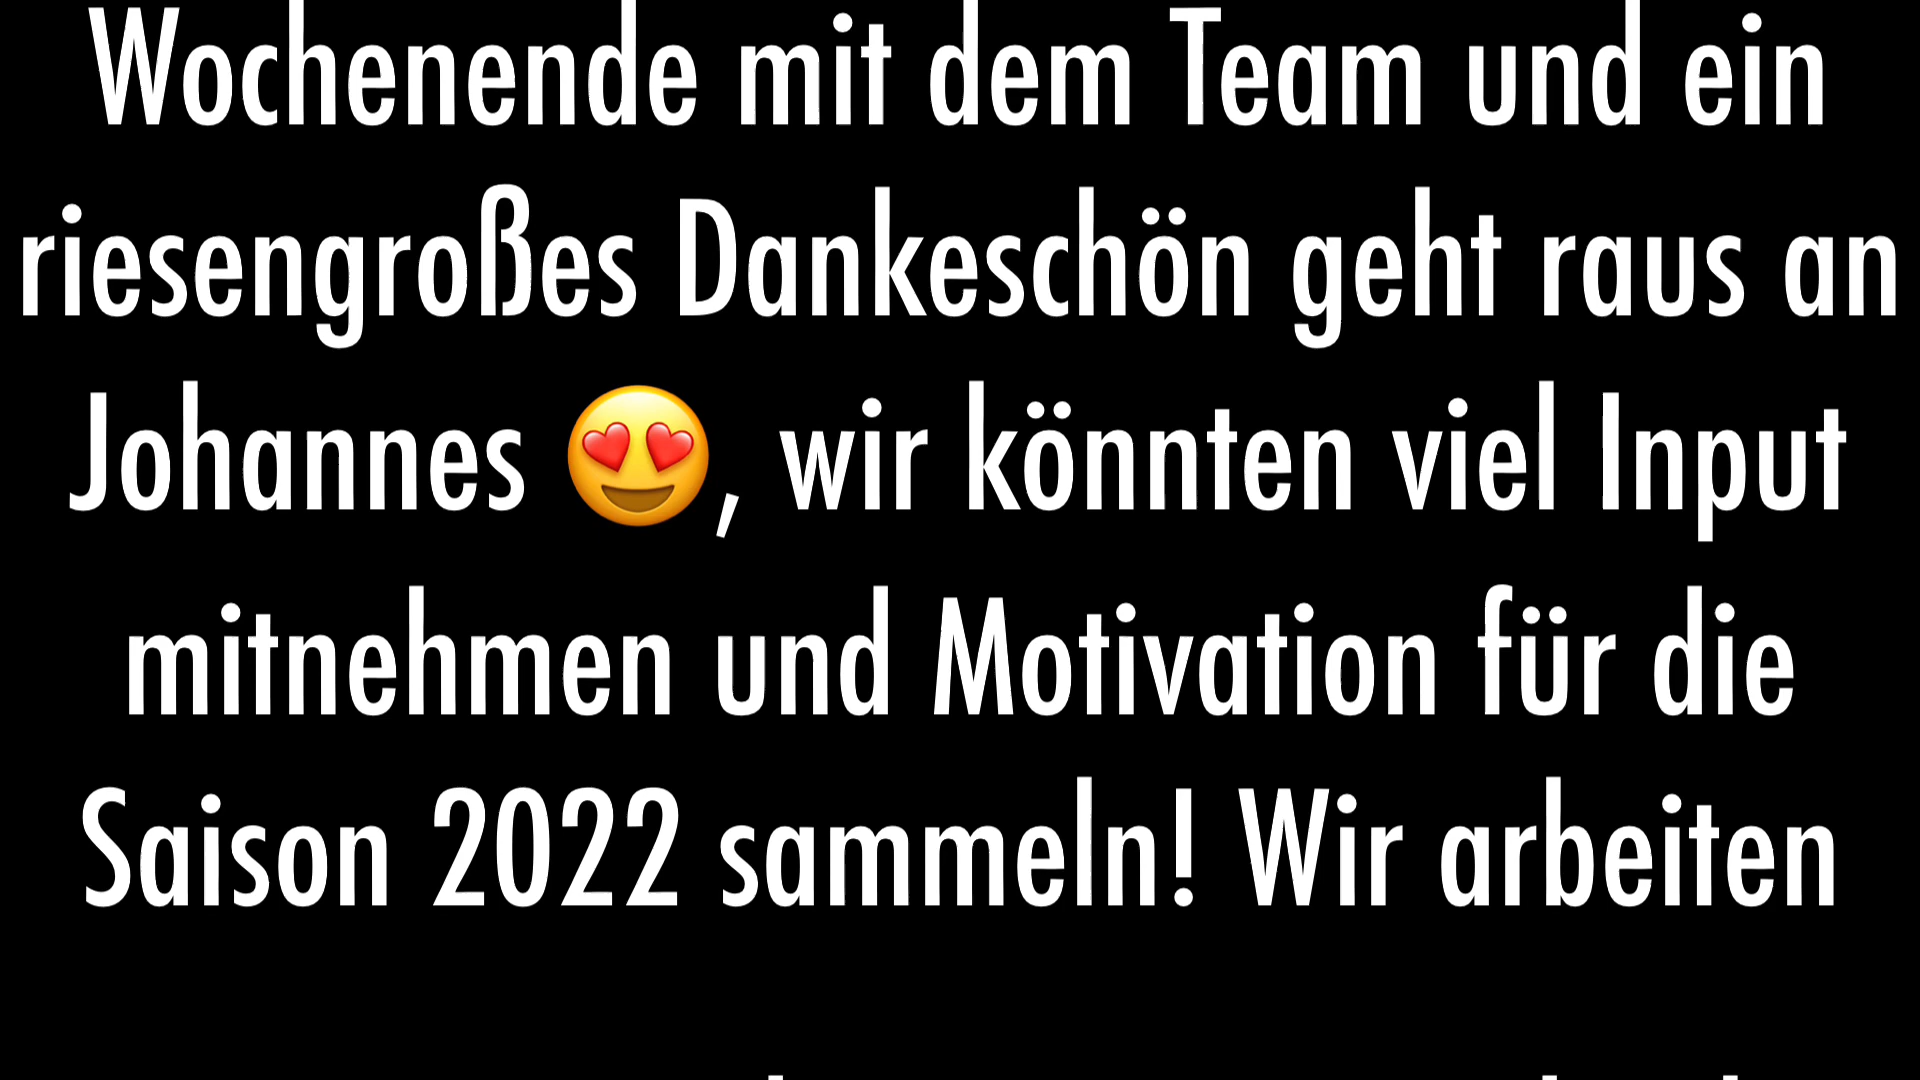 Wochenende mit dem Team und ein
riesengroßes Dankeschön geht raus an
Johannes 😍, wir könnten viel Input
mitnehmen und Motivation für die
Saison 2022 sammeln! Wir arbeiten